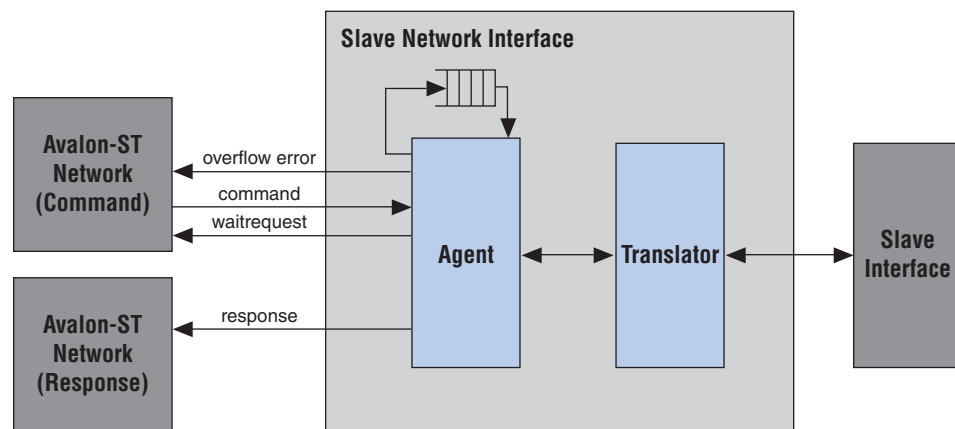 Slave Network Interface
Avalon-ST
Network
(Command)
overflow error
command
waitrequest
Agent
Translator
Slave
Interface
Avalon-ST
Network
(Response)
response